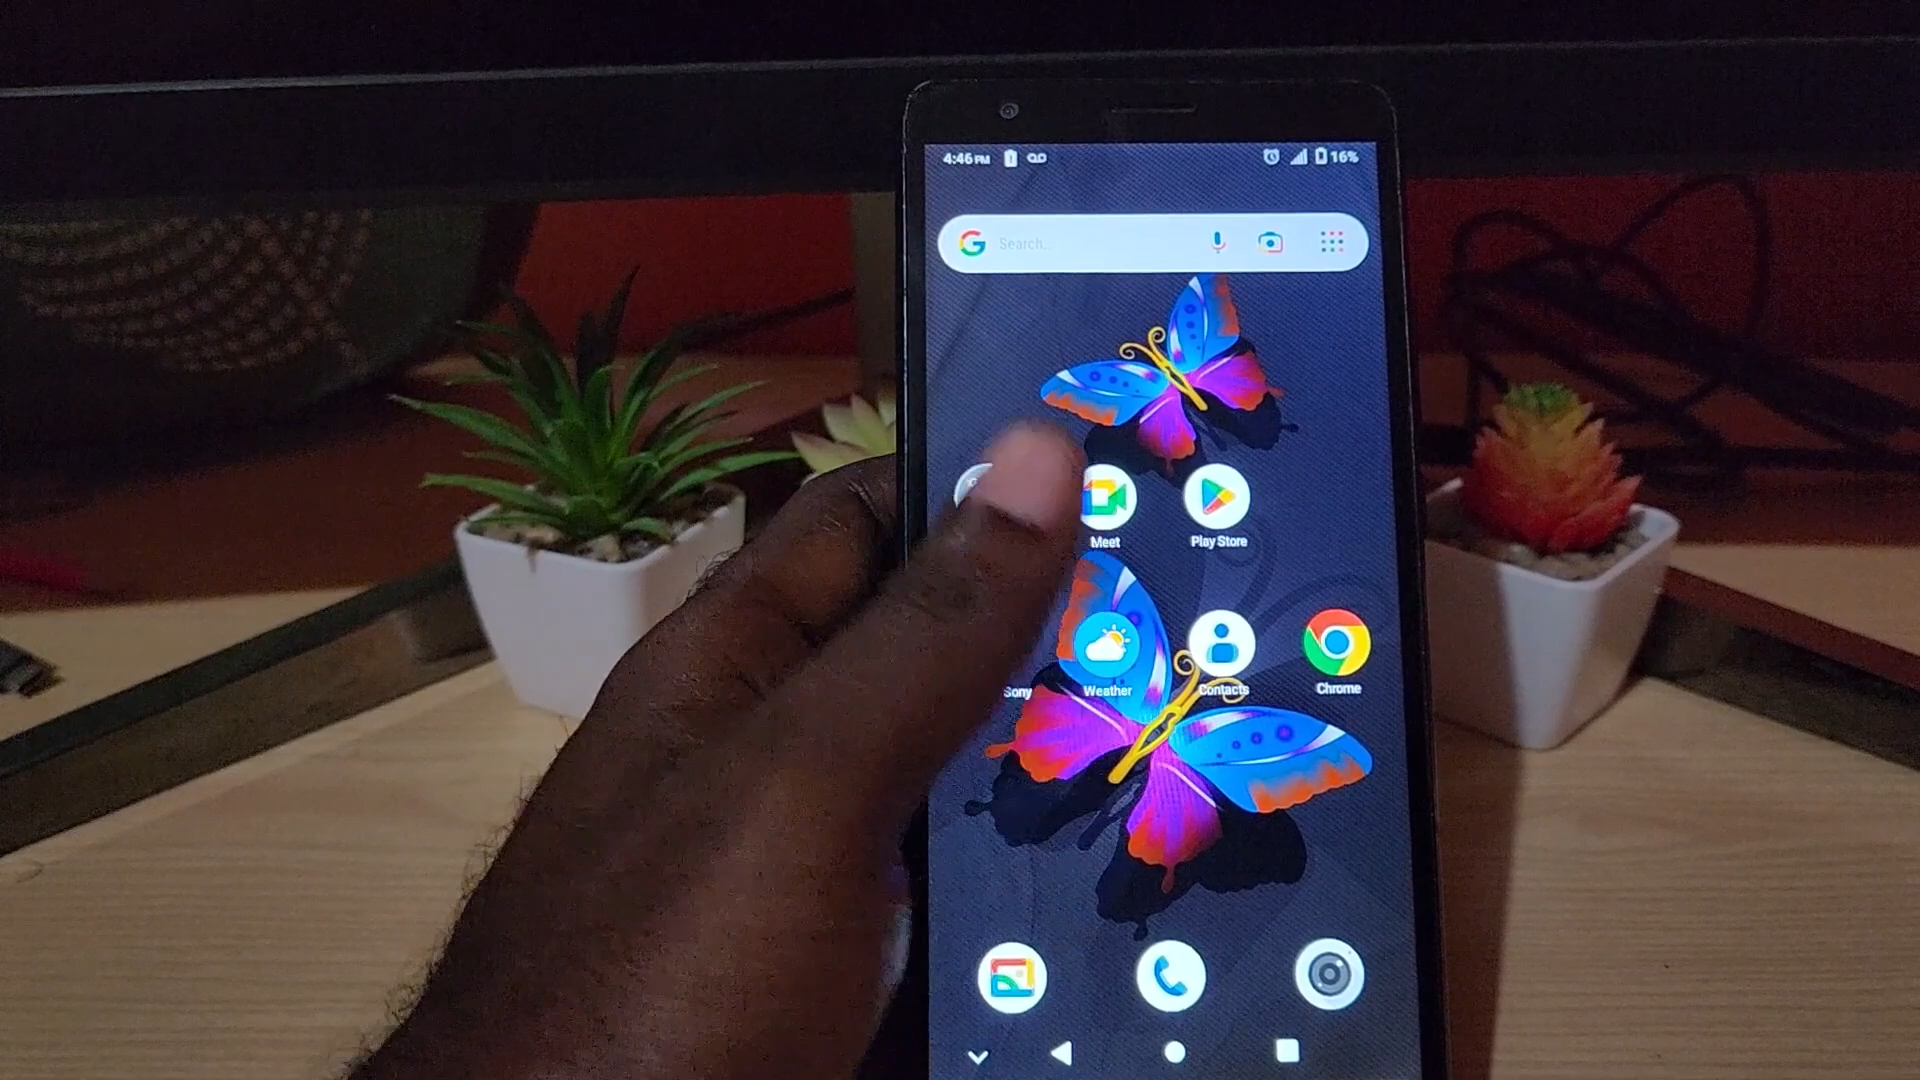 4:46 PM 16%
G Search...
Meet Play Store
Sony Weather Contacts Chrome